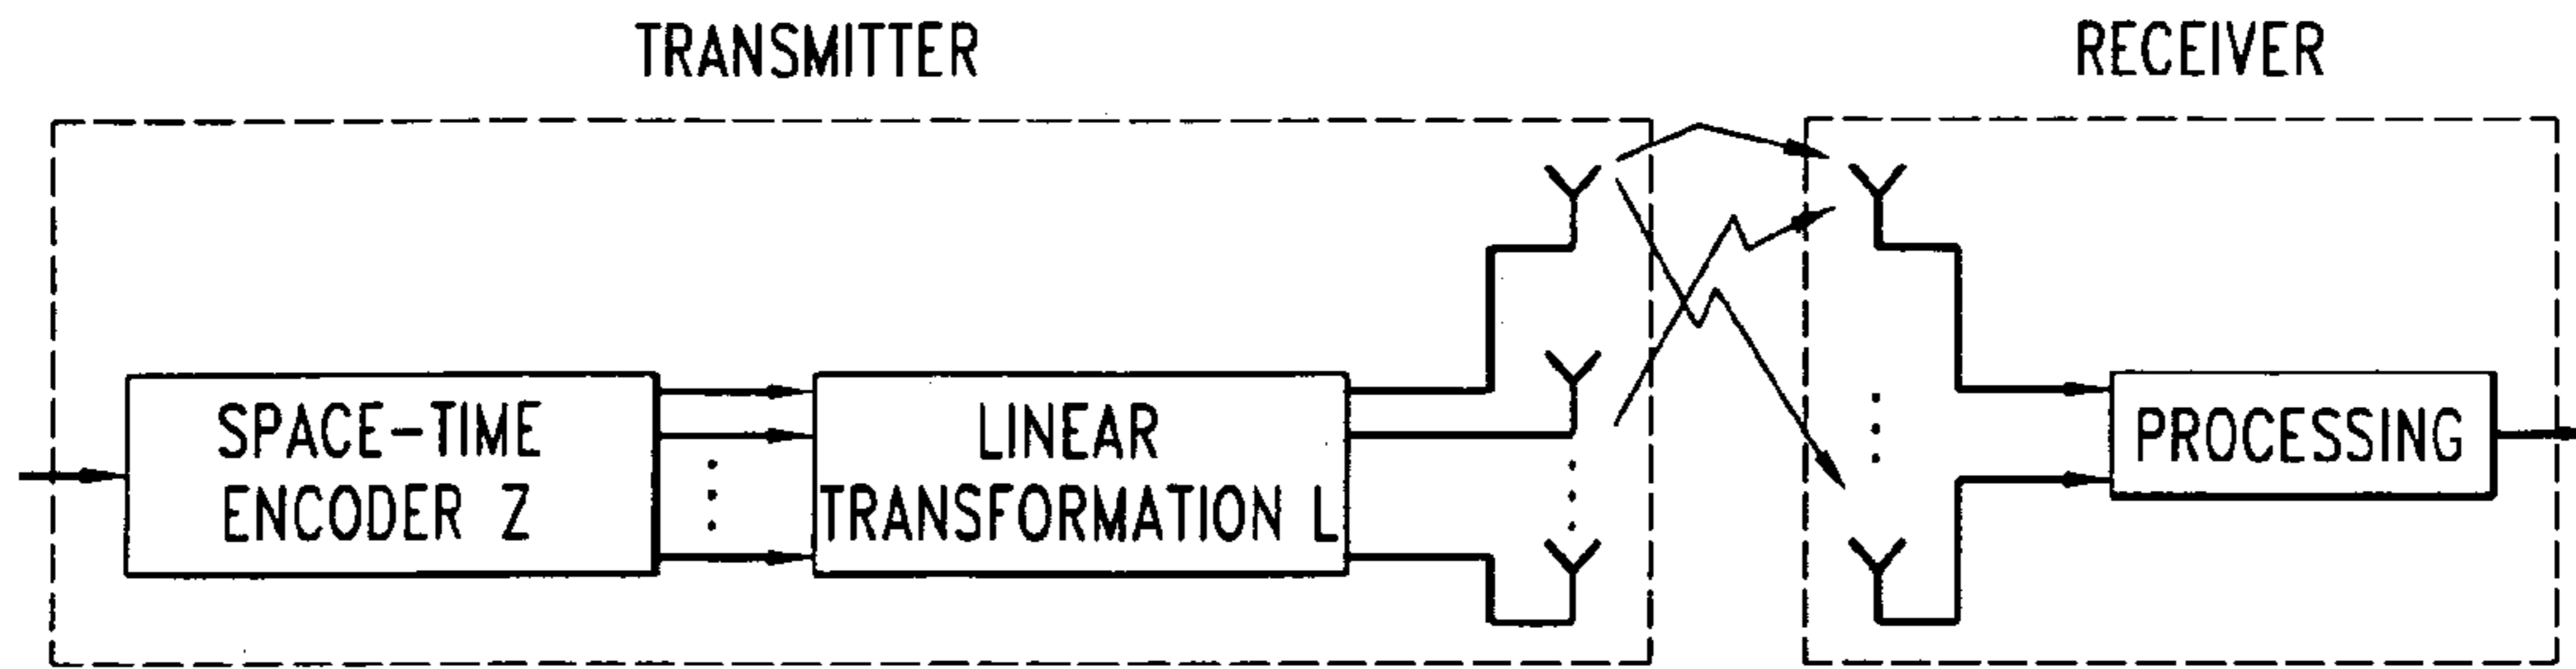 TRANSMITTER
RECEIVER
SPACE-TIME
ENCODER Z
LINEAR
TRANSFORMATION L
PROCESSING